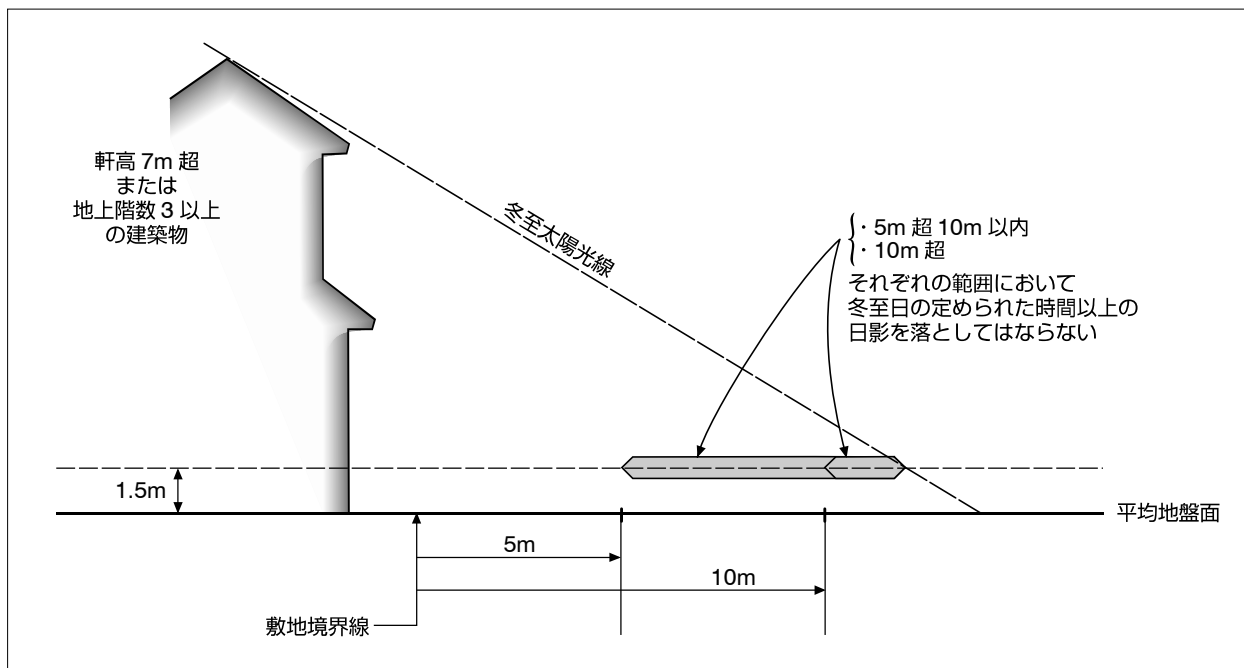 軒高 7m 超
または
地上階数 3 以上
の建築物
冬至太陽光線
・5m 超 10m 以内
・10m 超
それぞれの範囲において
冬至日の定められた時間以上の
日影を落としてはならない
1.5m
平均地盤面
5m
10m
敷地境界線